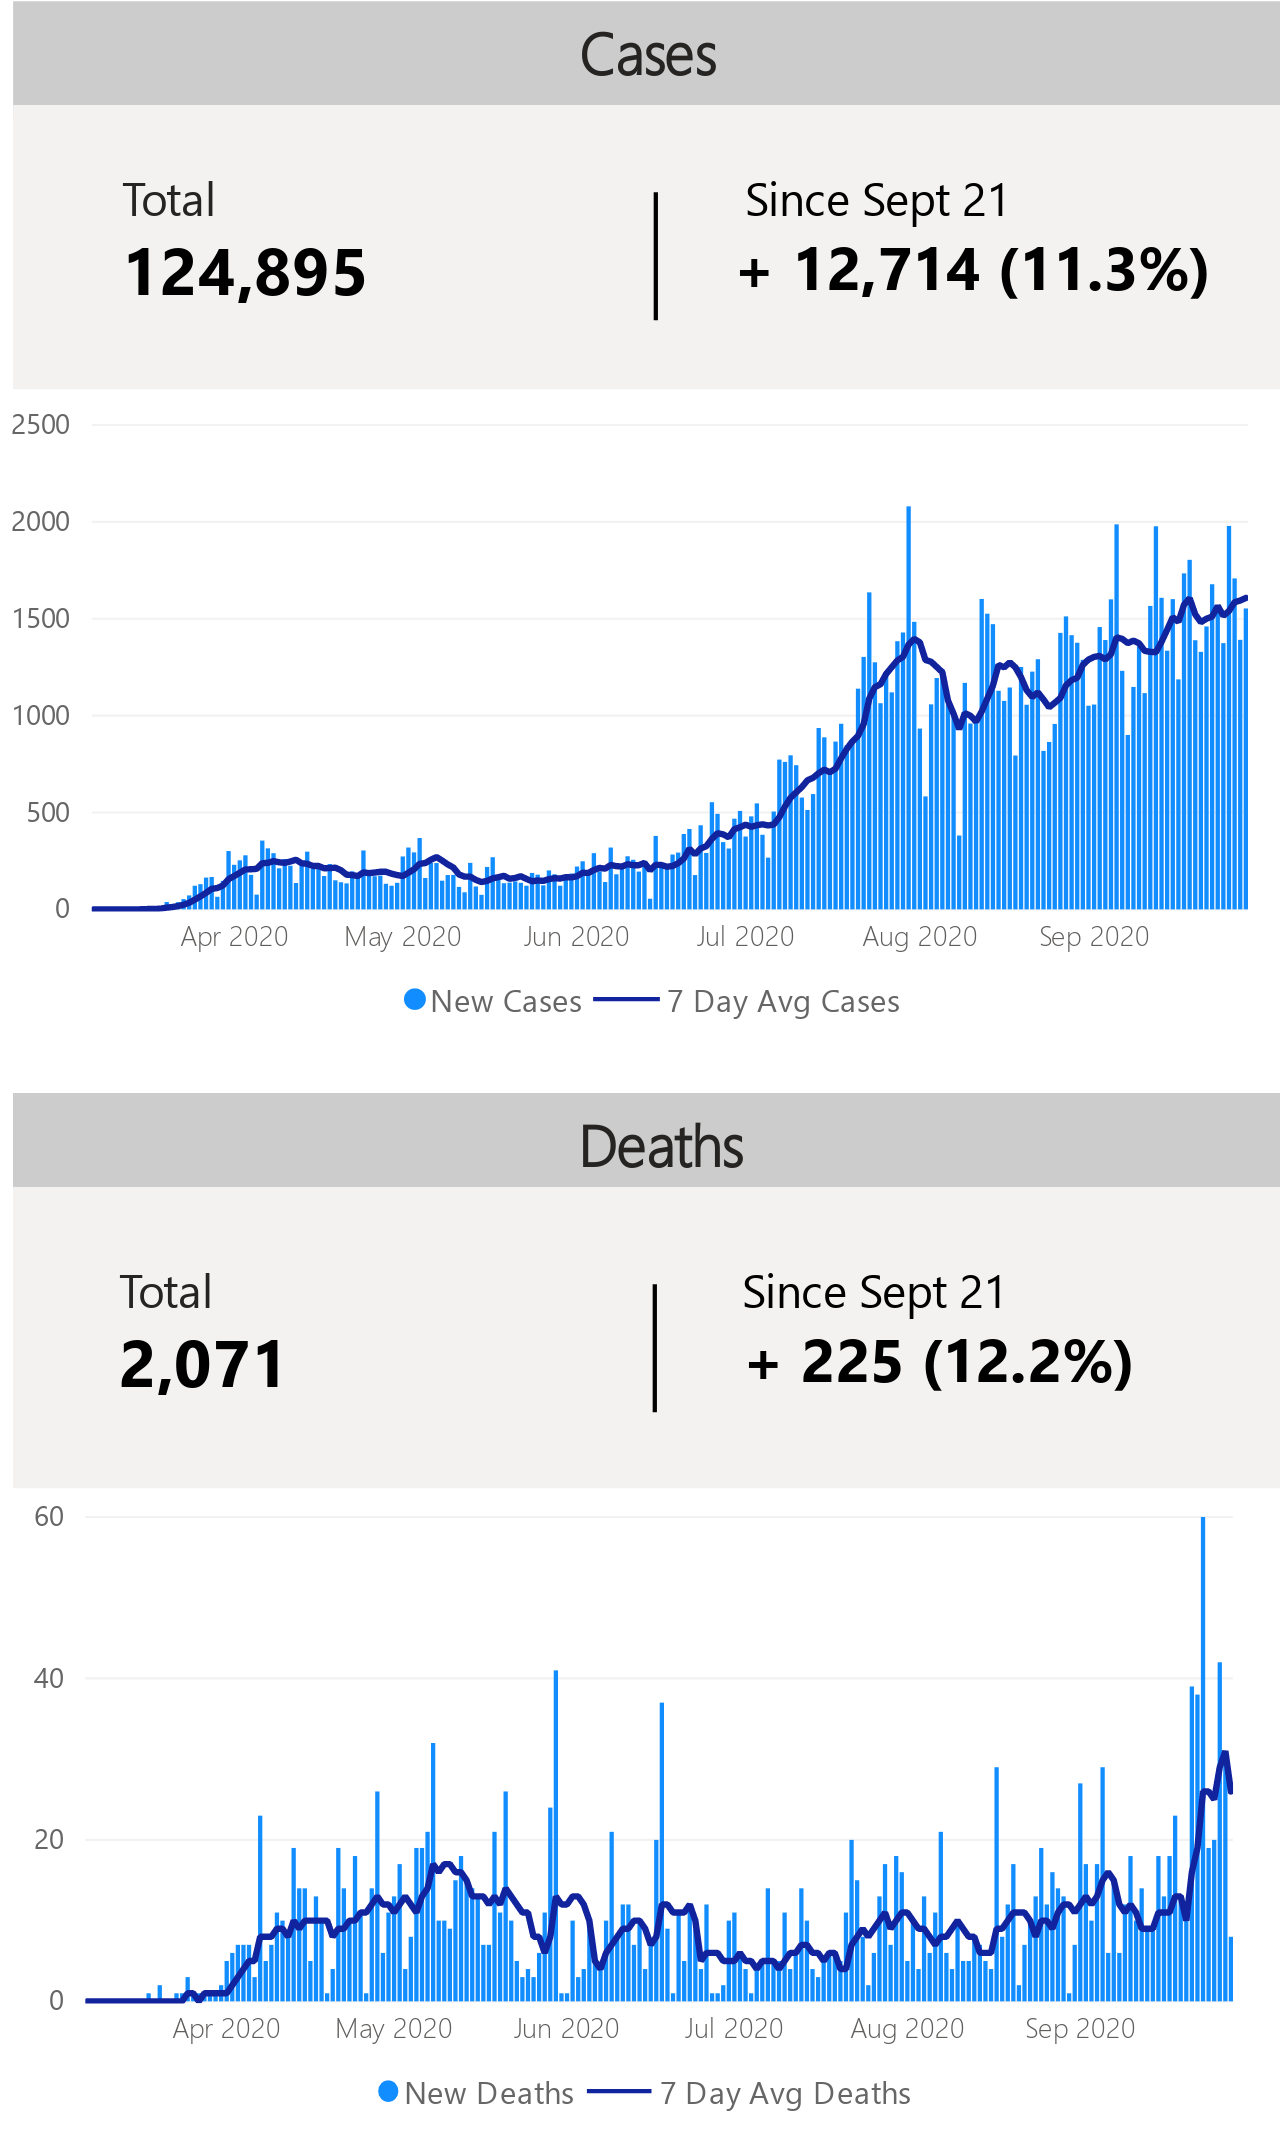 Cases
Total
Since Sept 21
124,895
+ 12,714 (11.3%)
2500
2000
1500
1000
500
0
Apr 2020 May 2020 Jun 2020 Jul 2020 Aug 2020 Sep 2020
New Cases 7 Day Avg Cases
Deaths
Total
Since Sept 21
2,071
+ 225 (12.2%)
60
40
20
0
Apr 2020 May 2020 Jun 2020 Jul 2020 Aug 2020 Sep 2020
New Deaths 7 Day Avg Deaths